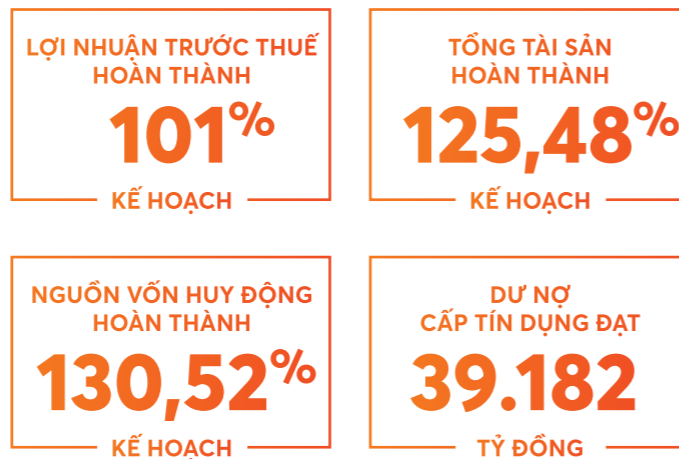 LỢI NHUẬN TRƯỚC THUẾ
HOÀN THÀNH
101%
KẾ HOẠCH
TỔNG TÀI SẢN
HOÀN THÀNH
125,48%
KẾ HOẠCH
NGUỒN VỐN HUY ĐỘNG
HOÀN THÀNH
130,52%
KẾ HOẠCH
DƯ NỢ
CẤP TÍN DỤNG ĐẠT
39.182
TỶ ĐỒNG